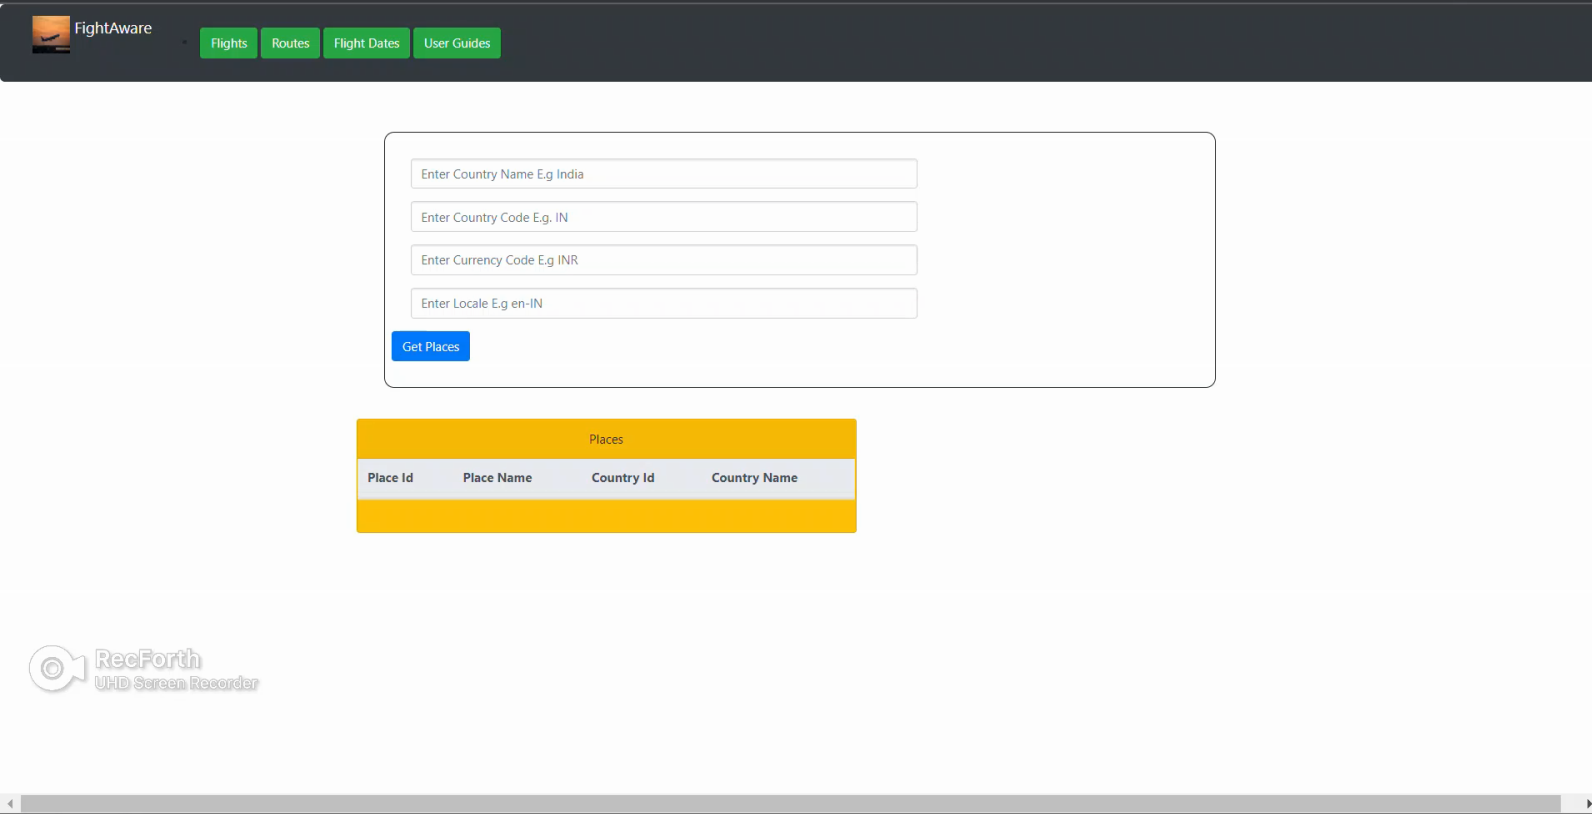 FightAware
Flights Routes Flight Dates User Guides
Enter Country Name E.g India
Enter Country Code E.g. IN
Enter Currency Code E.g INR
Enter Locale E.g en-IN
Get Places
Places
Place Id Place Name Country Id Country Name
RecForth
UHD Screen Recorder